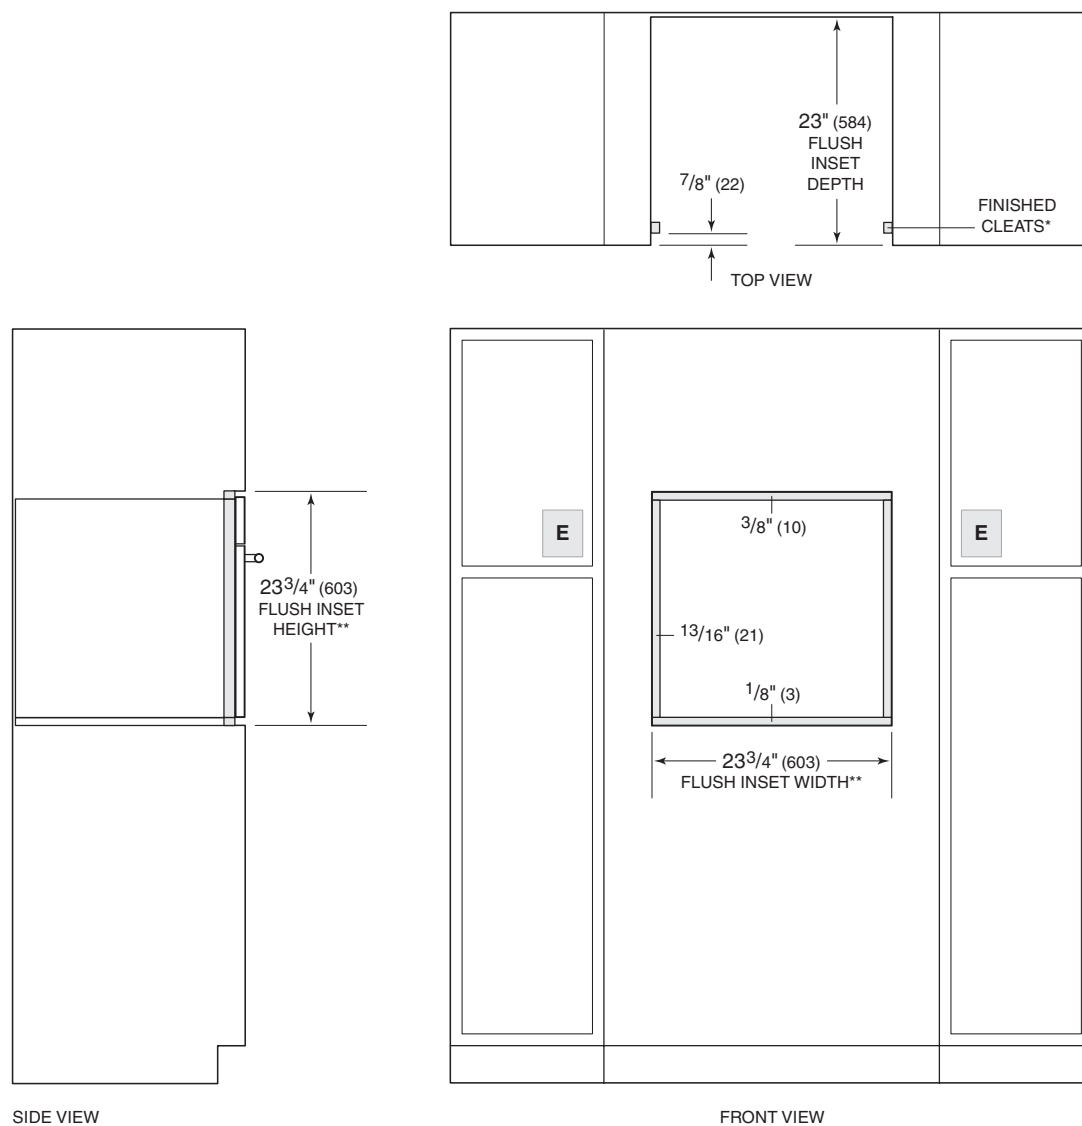 23" (584)
FLUSH
INSET
DEPTH
7/8" (22)
FINISHED
CLEATS*
TOP VIEW
23 3/4" (603)
FLUSH INSET
HEIGHT**
E
3/8" (10)
E
13/16" (21)
1/8" (3)
23 3/4" (603)
FLUSH INSET WIDTH**
SIDE VIEW
FRONT VIEW